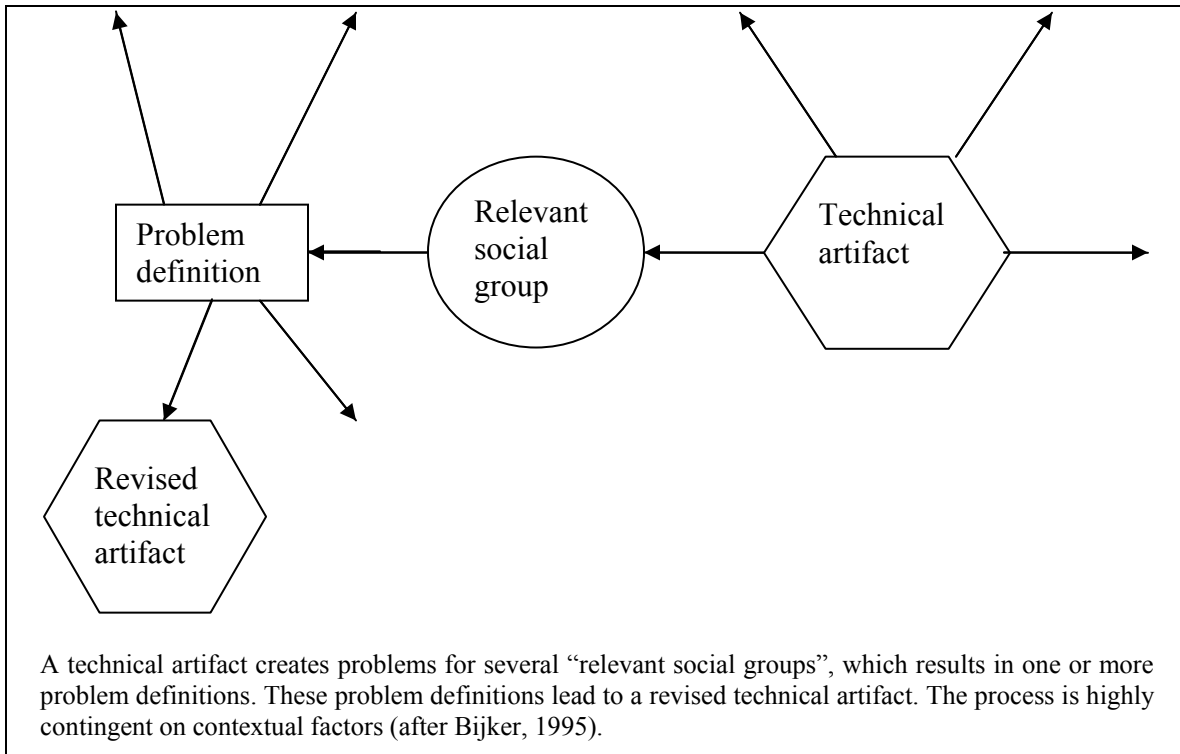 Problem
definition
Relevant
social
group
Technical
artifact
Revised
technical
artifact
A technical artifact creates problems for several “relevant social groups”, which results in one or more
problem definitions. These problem definitions lead to a revised technical artifact. The process is highly
contingent on contextual factors (after Bijker, 1995).